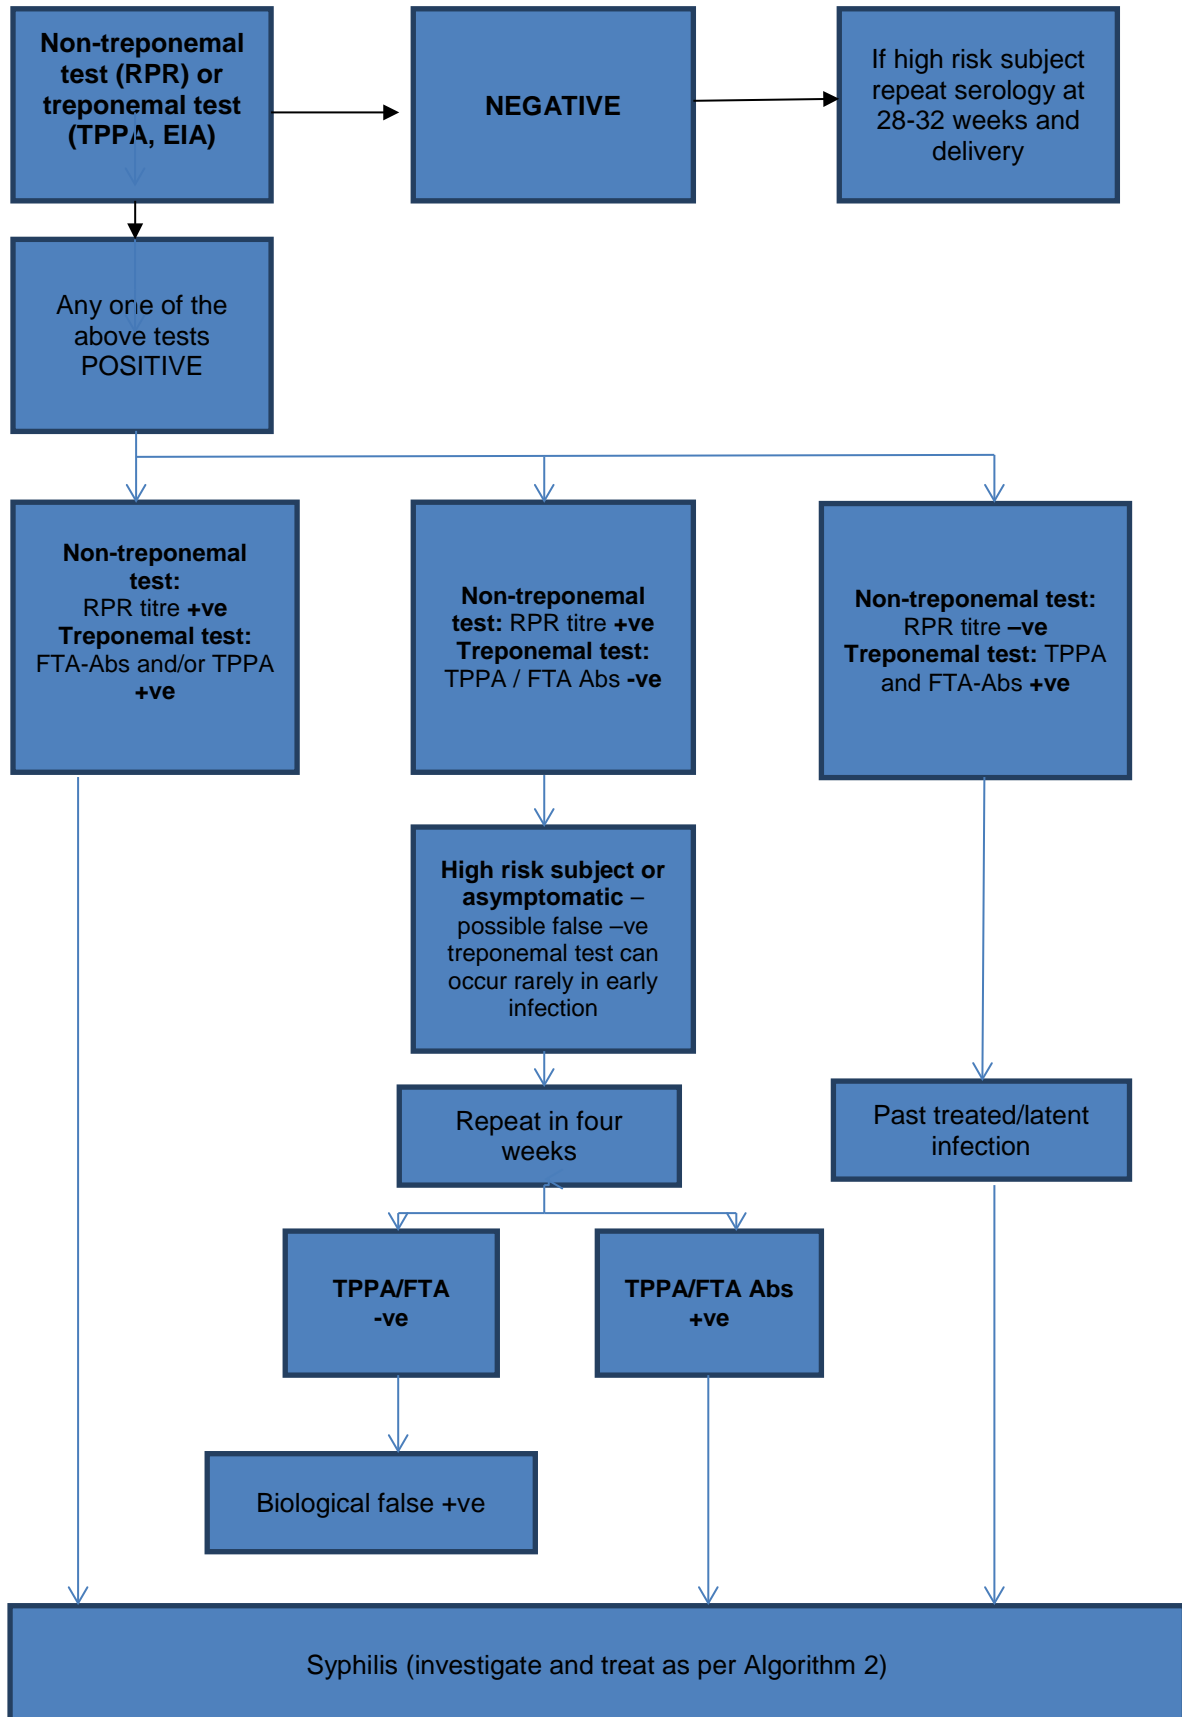 Non-treponemal
test (RPR) or
treponemal test
(TPPA, EIA)
NEGATIVE
If high risk subject
repeat serology at
28-32 weeks and
delivery
Any one of the
above tests
POSITIVE
Non-treponemal
test:
RPR titre +ve
Treponemal test:
FTA-Abs and/or TPPA
+ve
Non-treponemal
test: RPR titre +ve
Treponemal test:
TPPA / FTA Abs -ve
Non-treponemal test:
RPR titre –ve
Treponemal test: TPPA
and FTA-Abs +ve
High risk subject or
asymptomatic –
possible false –ve
treponemal test can
occur rarely in early
infection
Repeat in four
weeks
Past treated/latent
infection
TPPA/FTA
-ve
TPPA/FTA Abs
+ve
Biological false +ve
Syphilis (investigate and treat as per Algorithm 2)